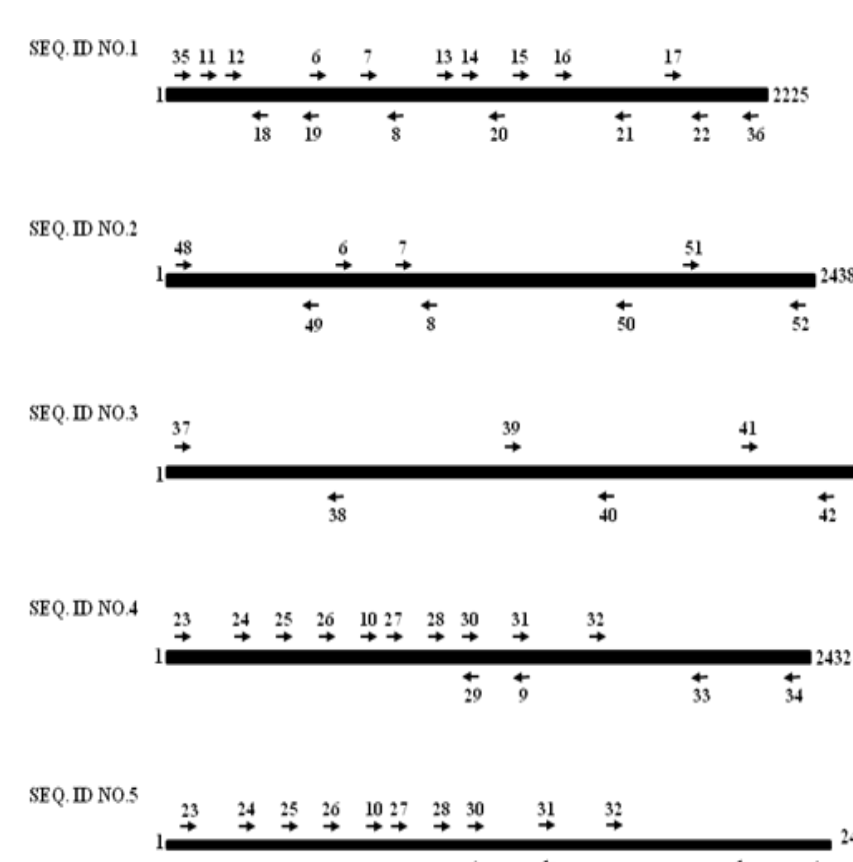 SEQ. ID NO.1
35 11 12 6 7 13 14 15 16 17
1 2225
18 19 8 20 21 22 36
SEQ. ID NO.2
48 6 7 51
1 2438
49 8 50 52
SEQ. ID NO.3
37 39 41
1
38 40 42
SEQ. ID NO.4
23 24 25 26 10 27 28 30 31 32
1 2432
29 9 33 34
SEQ. ID NO.5
23 24 25 26 10 27 28 30 31 32
1 24